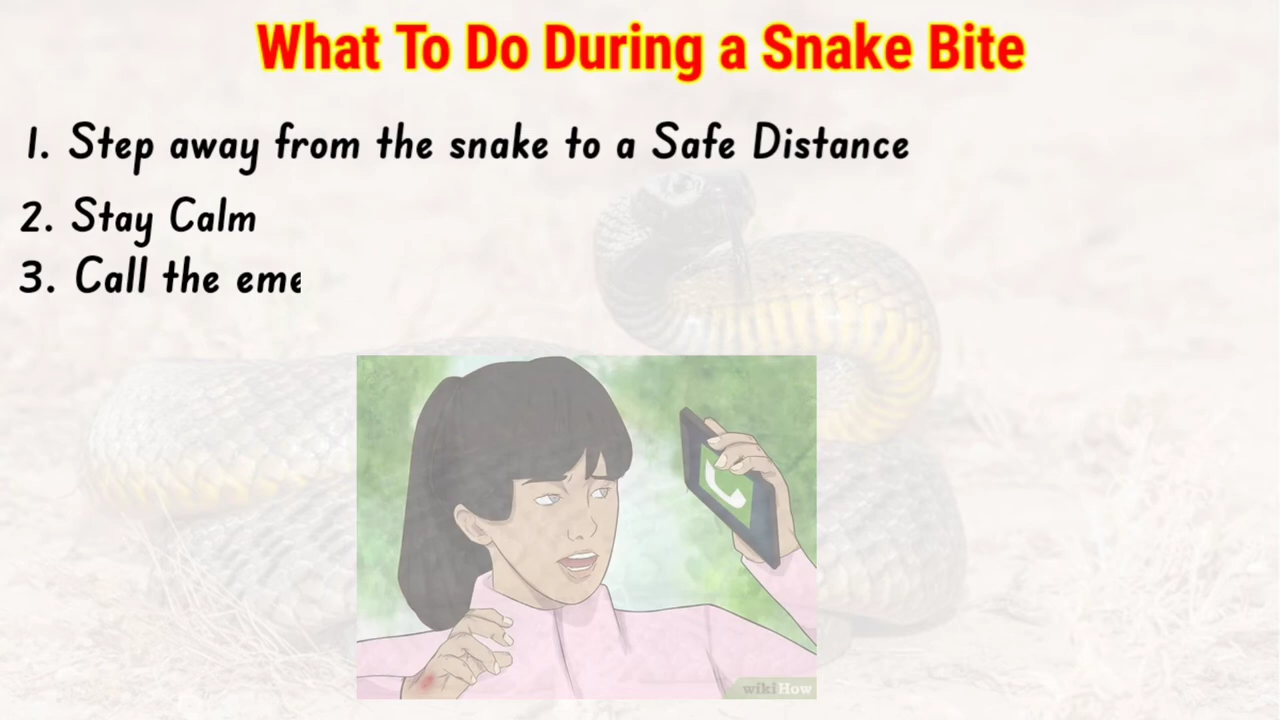 What To Do During a Snake Bite
1. Step away from the snake to a Safe Distance
2. Stay Calm
3. Call the eme
wikiHow